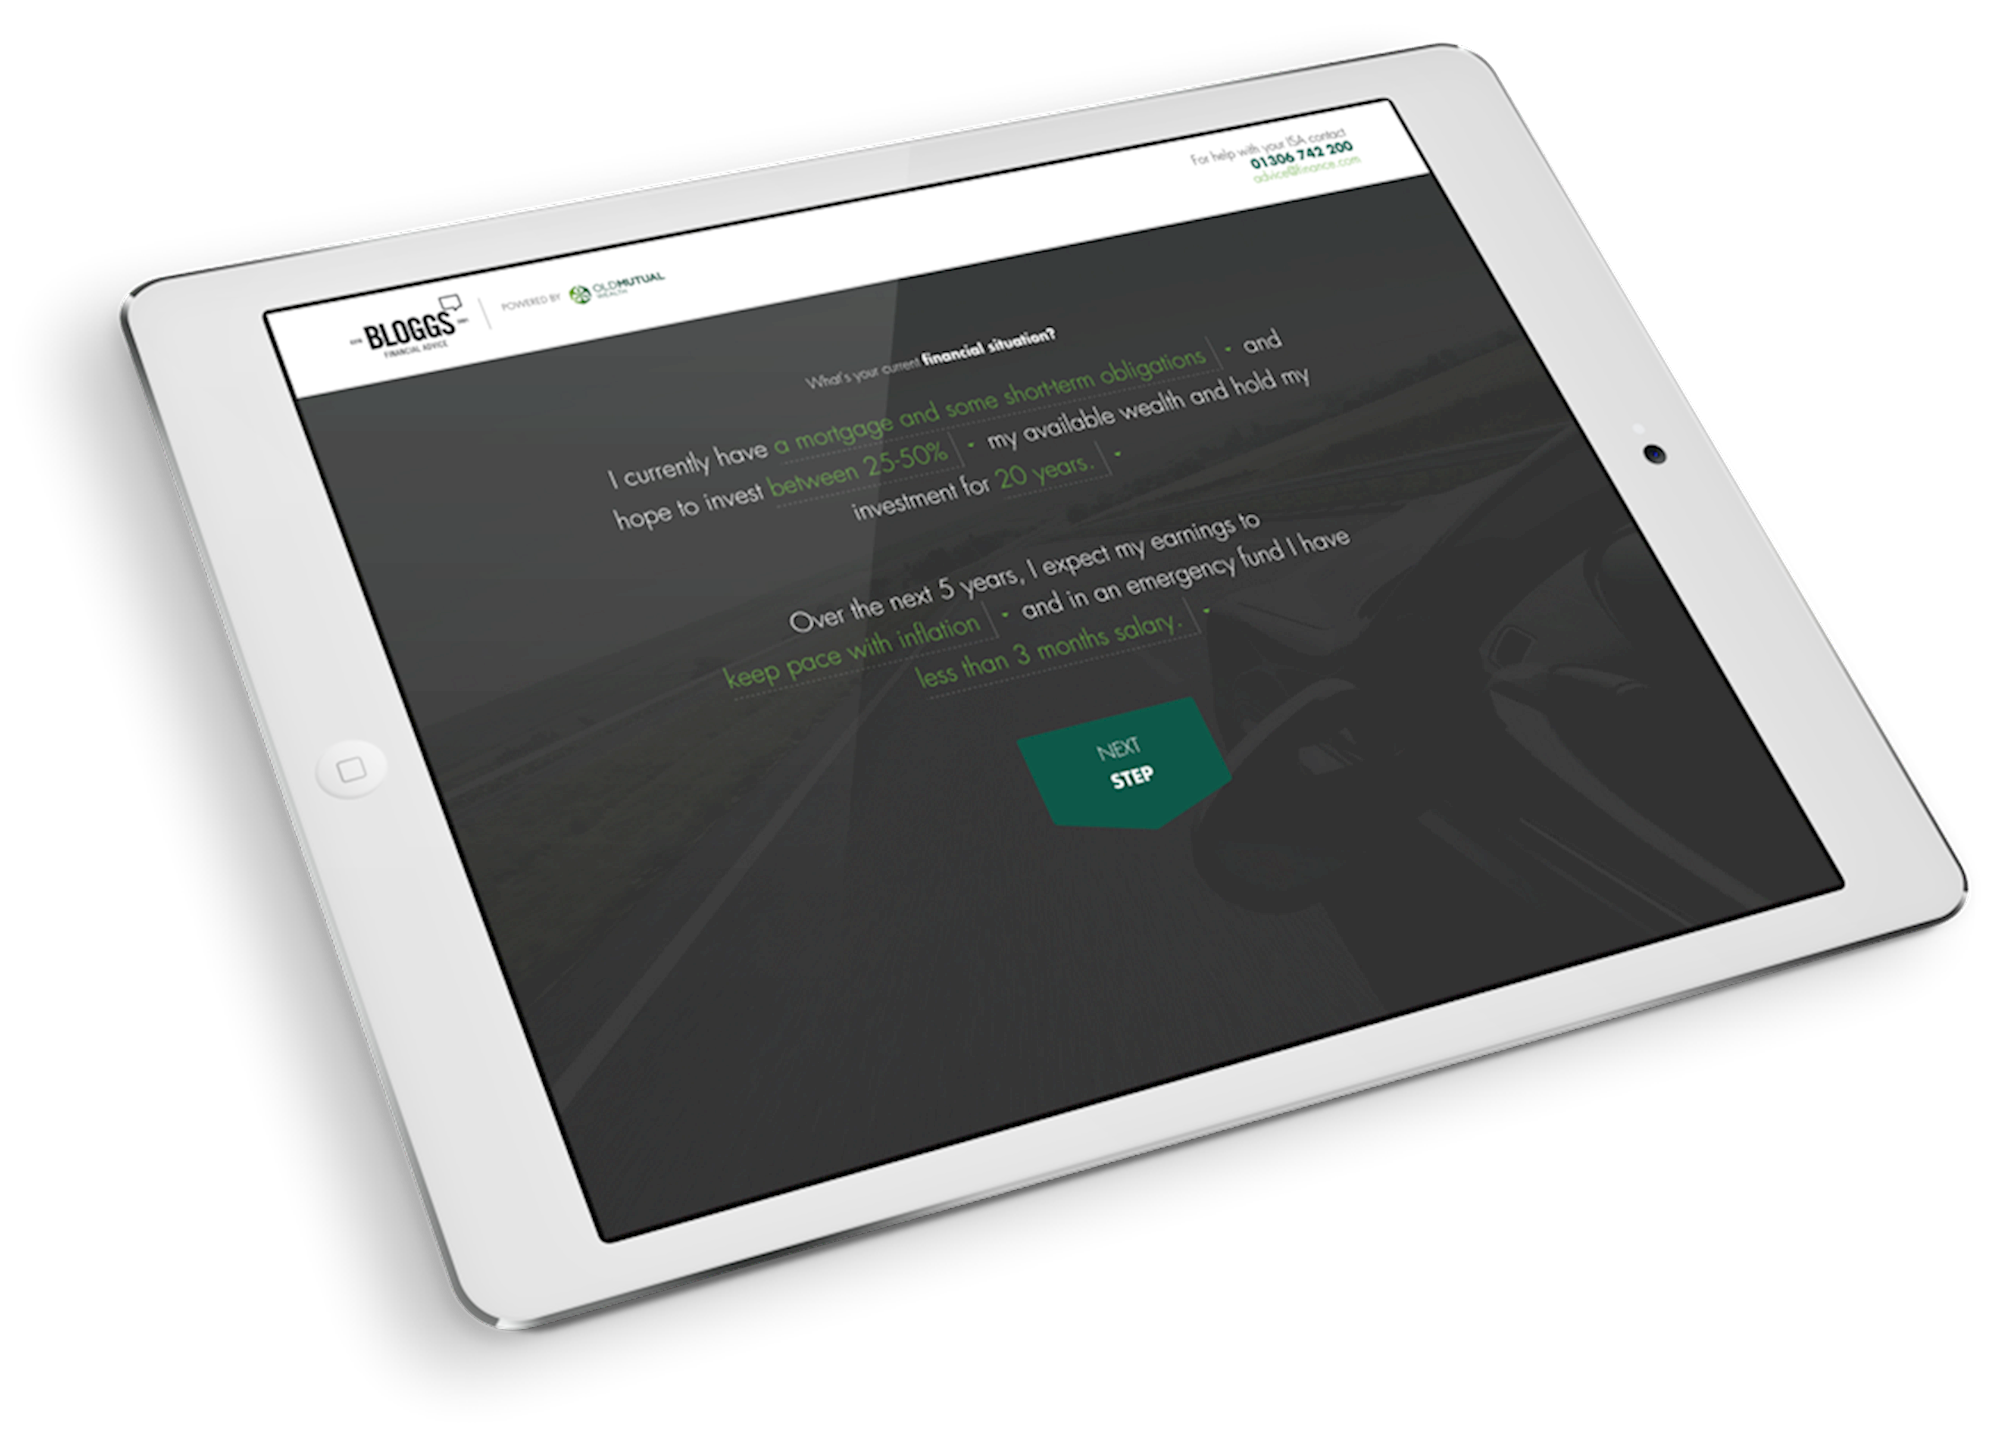 BLOGGS
FINANCIAL ADVICE
POWERED BY
OLDMUTUAL
WEALTH
For help with your ISA contact
01306 742 200
advice@finance.com
What's your current financial situation?
I currently have a mortgage and some short-term obligations and
hope to invest between 25-50% my available wealth and hold my
investment for 20 years.
Over the next 5 years, I expect my earnings to
keep pace with inflation and in an emergency fund I have
less than 3 months salary.
NEXT
STEP